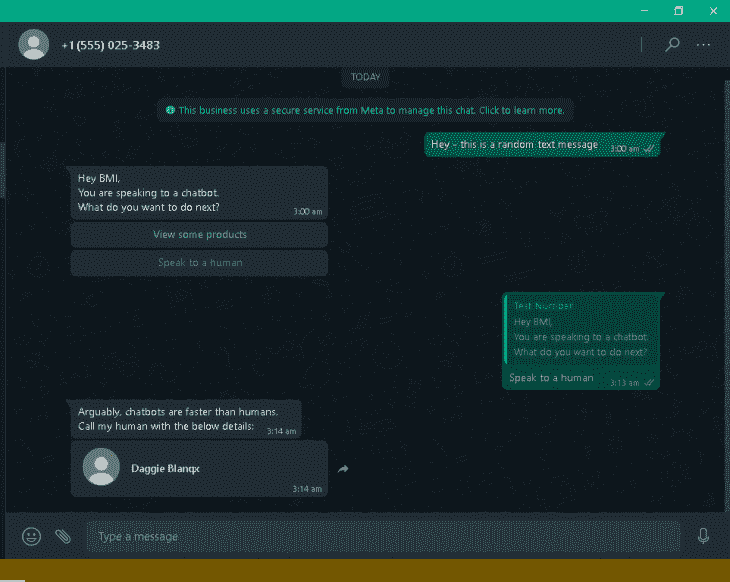 +1 (555) 025-3483
TODAY
This business uses a secure service from Meta to manage this chat. Click to learn more.
Hey - this is a random text message
3:00 am
Hey BMI,
You are speaking to a chatbot.
What do you want to do next?
3:00 am
View some products
Speak to a human
Test Number
Hey BMI,
You are speaking to a chatbot.
What do you want to do next?
Speak to a human
3:13 am
Arguably, chatbots are faster than humans.
Call my human with the below details:
3:14 am
Daggie Blanqx
3:14 am
Type a message